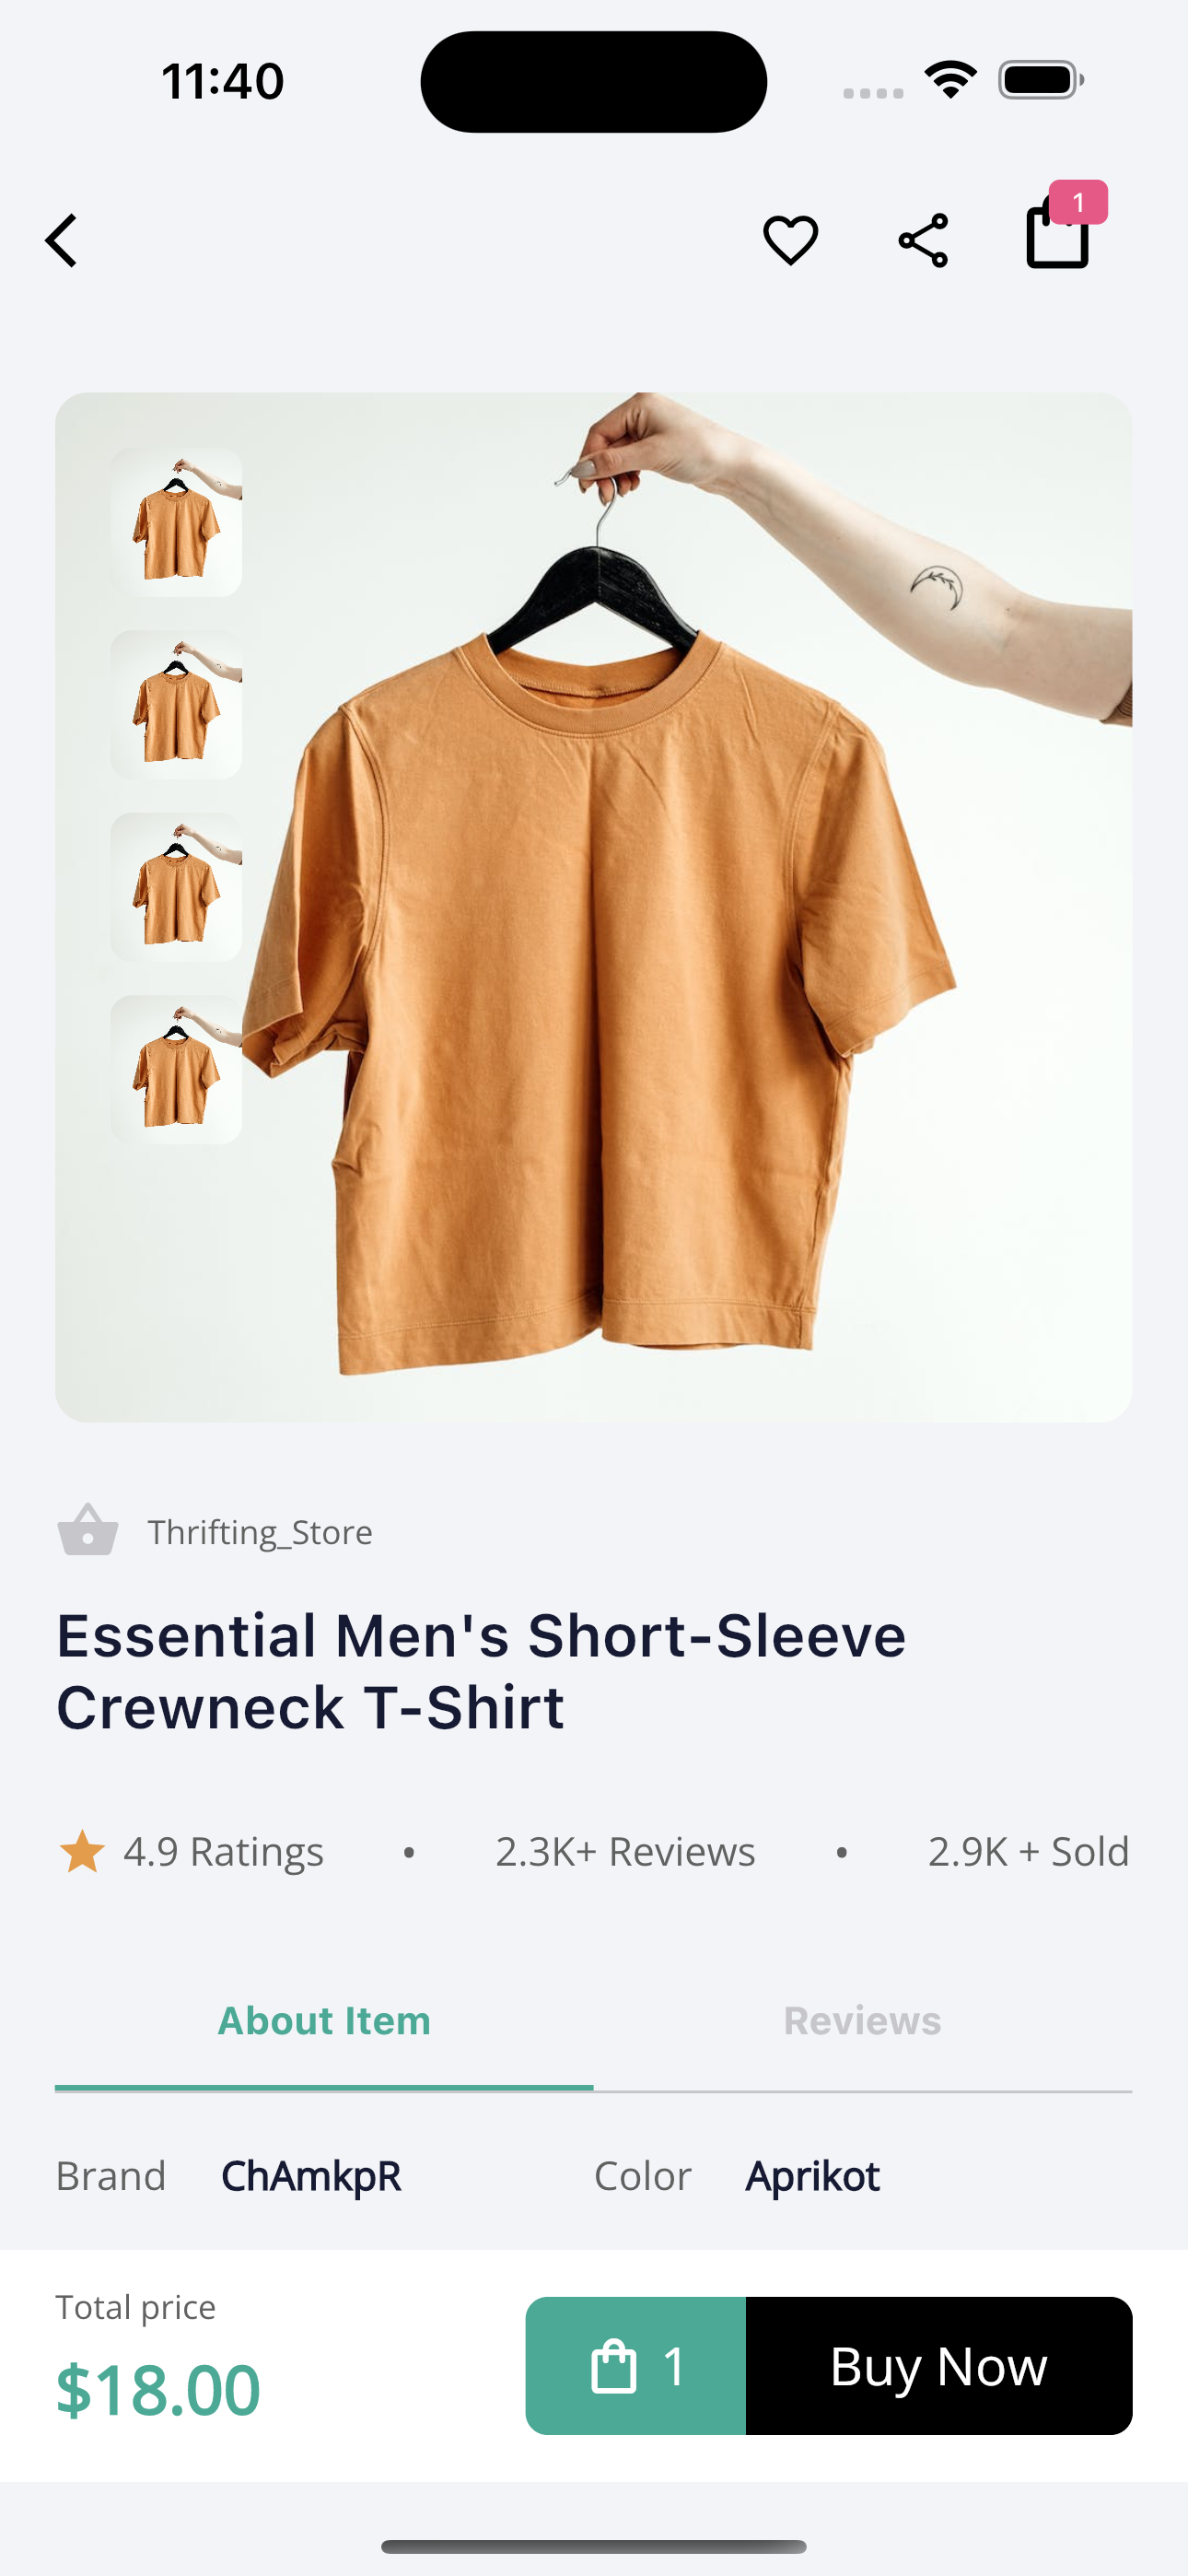 11:40
1
Thrifting_Store
Essential Men's Short-Sleeve
Crewneck T-Shirt
4.9 Ratings • 2.3K+ Reviews • 2.9K + Sold
About Item Reviews
Brand ChAmkpR Color Aprikot
Total price
$18.00
1 Buy Now